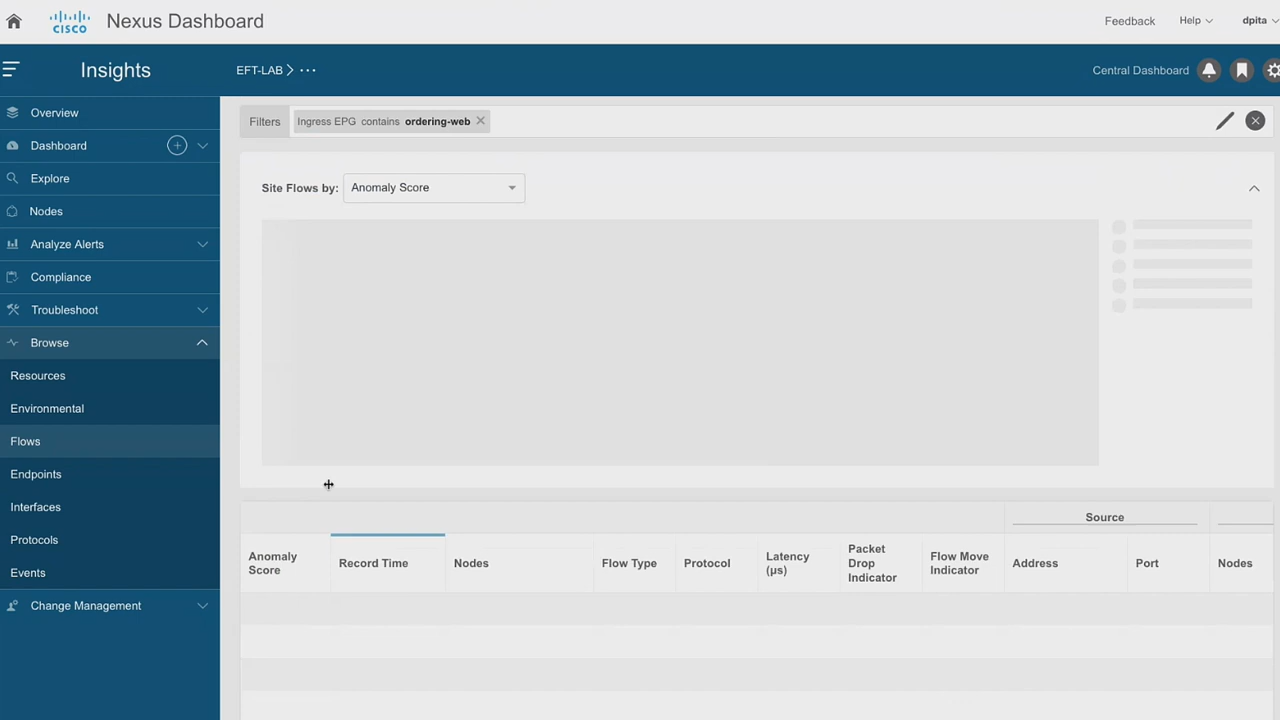 CISCO
Nexus Dashboard
Feedback
Help
dpita
Insights
EFT-LAB
Central Dashboard
Overview
Dashboard
Explore
Nodes
Analyze Alerts
Compliance
Troubleshoot
Browse
Resources
Environmental
Flows
Endpoints
Interfaces
Protocols
Events
Change Management
Filters
Ingress EPG contains ordering-web
Site Flows by:
Anomaly Score
Source
Anomaly
Score
Record Time
Nodes
Flow Type
Protocol
Latency
(µs)
Packet
Drop
Indicator
Flow Move
Indicator
Address
Port
Nodes